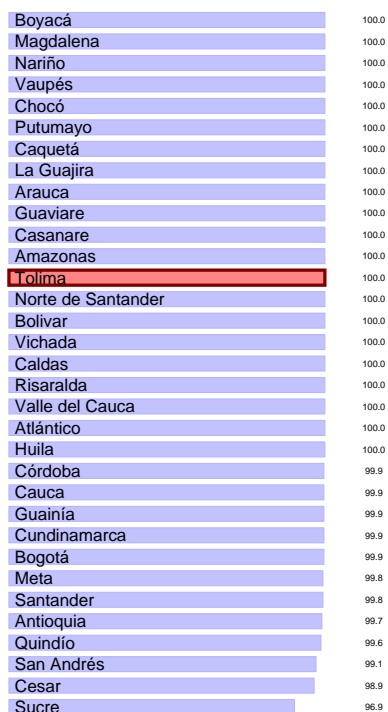 Boyacá 100.0
Magdalena 100.0
Nariño 100.0
Vaupés 100.0
Chocó 100.0
Putumayo 100.0
Caquetá 100.0
La Guajira 100.0
Arauca 100.0
Guaviare 100.0
Casanare 100.0
Amazonas 100.0
Tolima 100.0
Norte de Santander 100.0
Bolivar 100.0
Vichada 100.0
Caldas 100.0
Risaralda 100.0
Valle del Cauca 100.0
Atlántico 100.0
Huila 100.0
Córdoba 99.9
Cauca 99.9
Guainía 99.9
Cundinamarca 99.9
Bogotá 99.9
Meta 99.8
Santander 99.8
Antioquia 99.7
Quindío 99.6
San Andrés 99.1
Cesar 98.9
Sucre 96.9